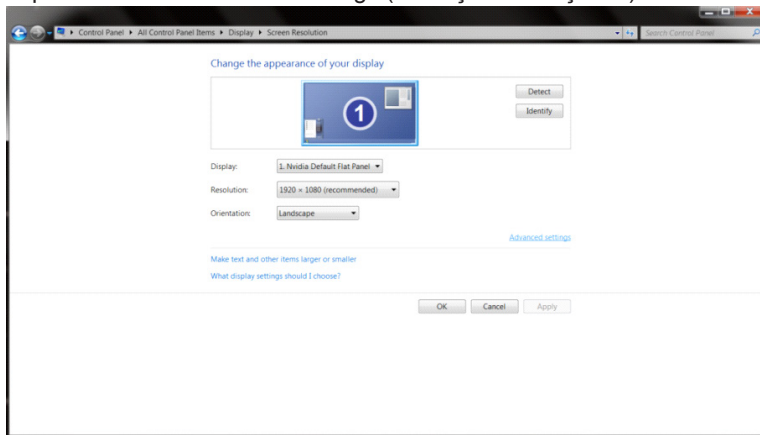 Control Panel ▸ All Control Panel Items ▸ Display ▸ Screen Resolution
Search Control Panel
Change the appearance of your display
1
Detect
Identify
Display: 1. Nvidia Default Flat Panel
Resolution: 1920 × 1080 (recommended)
Orientation: Landscape
Advanced settings
Make text and other items larger or smaller
What display settings should I choose?
OK Cancel Apply